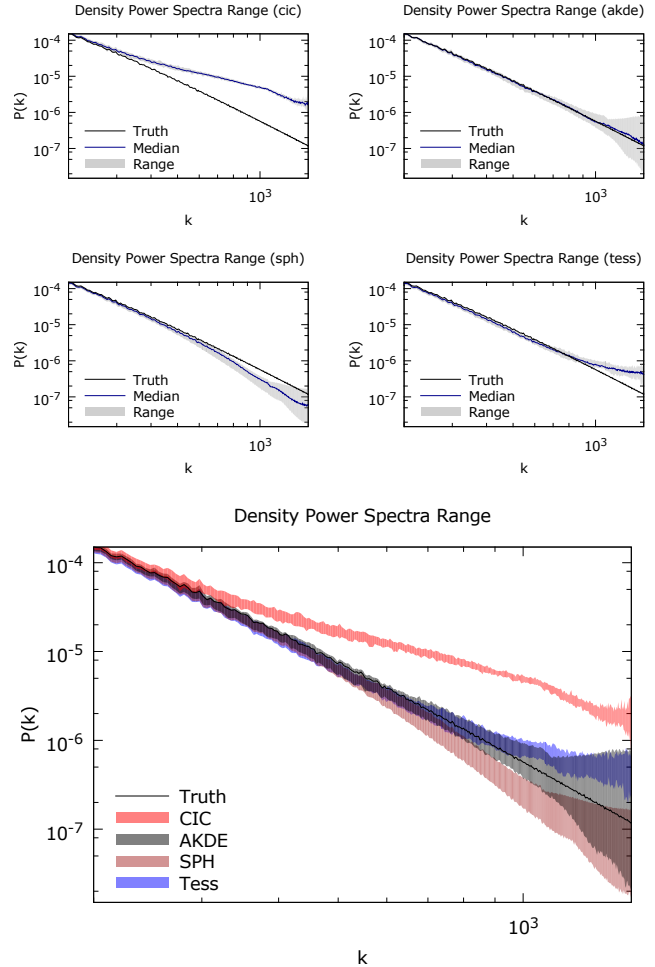 Density Power Spectra Range (cic)
10⁻⁴
10⁻⁵
10⁻⁶
10⁻⁷
P(k)
Truth
Median
Range
10³
k
Density Power Spectra Range (akde)
10⁻⁴
10⁻⁵
10⁻⁶
10⁻⁷
P(k)
Truth
Median
Range
10³
k
Density Power Spectra Range (sph)
10⁻⁴
10⁻⁵
10⁻⁶
10⁻⁷
P(k)
Truth
Median
Range
10³
k
Density Power Spectra Range (tess)
10⁻⁴
10⁻⁵
10⁻⁶
10⁻⁷
P(k)
Truth
Median
Range
10³
k
Density Power Spectra Range
10⁻⁴
10⁻⁵
10⁻⁶
10⁻⁷
P(k)
Truth
CIC
AKDE
SPH
Tess
10³
k